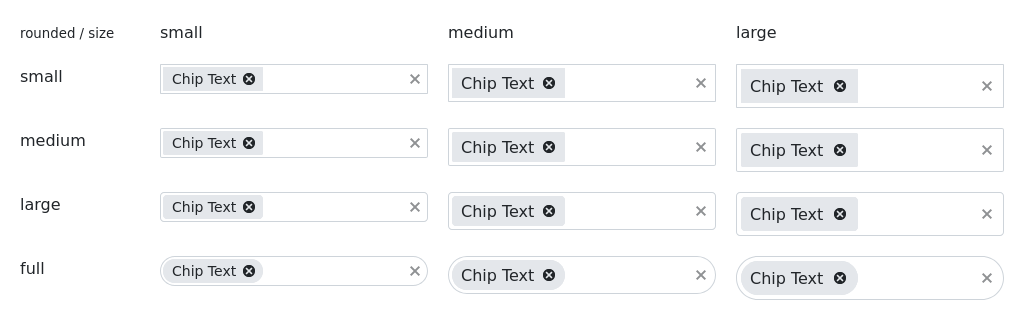 rounded / size small medium large
small Chip Text Chip Text Chip Text
medium Chip Text Chip Text Chip Text
large Chip Text Chip Text Chip Text
full Chip Text Chip Text Chip Text